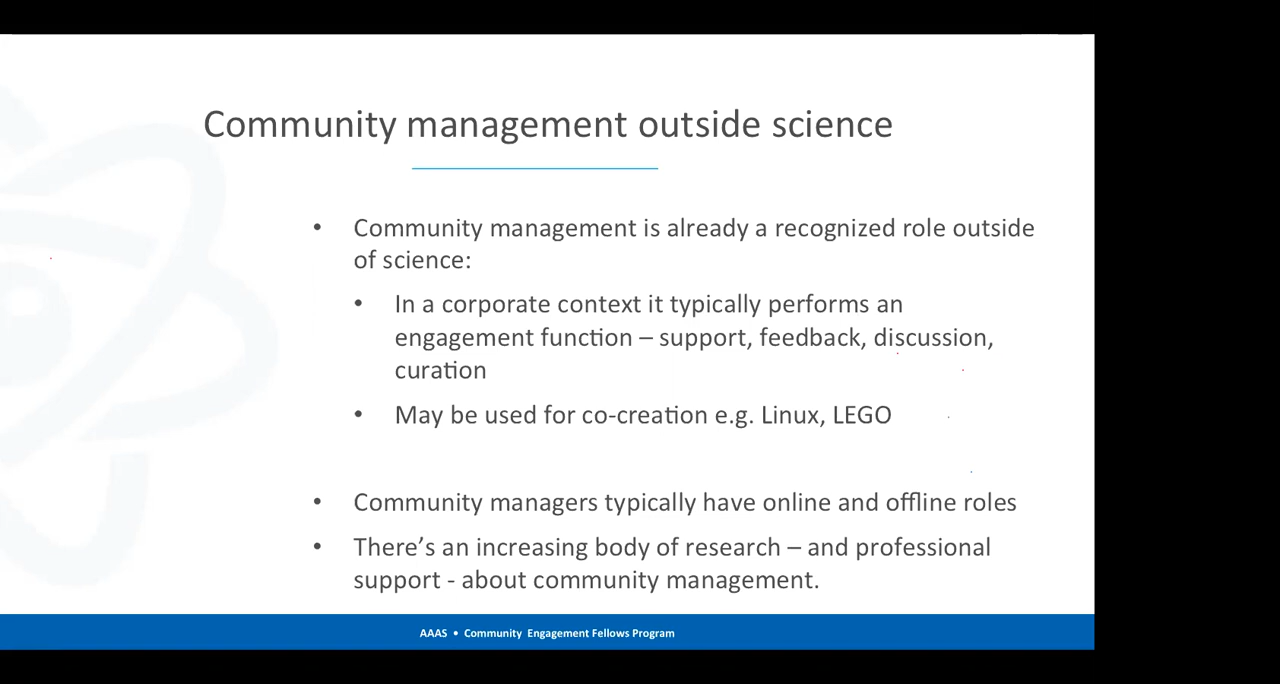 Community management outside science
• Community management is already a recognized role outside
of science:
• In a corporate context it typically performs an
engagement function – support, feedback, discussion,
curation
• May be used for co-creation e.g. Linux, LEGO
• Community managers typically have online and offline roles
• There’s an increasing body of research – and professional
support - about community management.
AAAS • Community Engagement Fellows Program